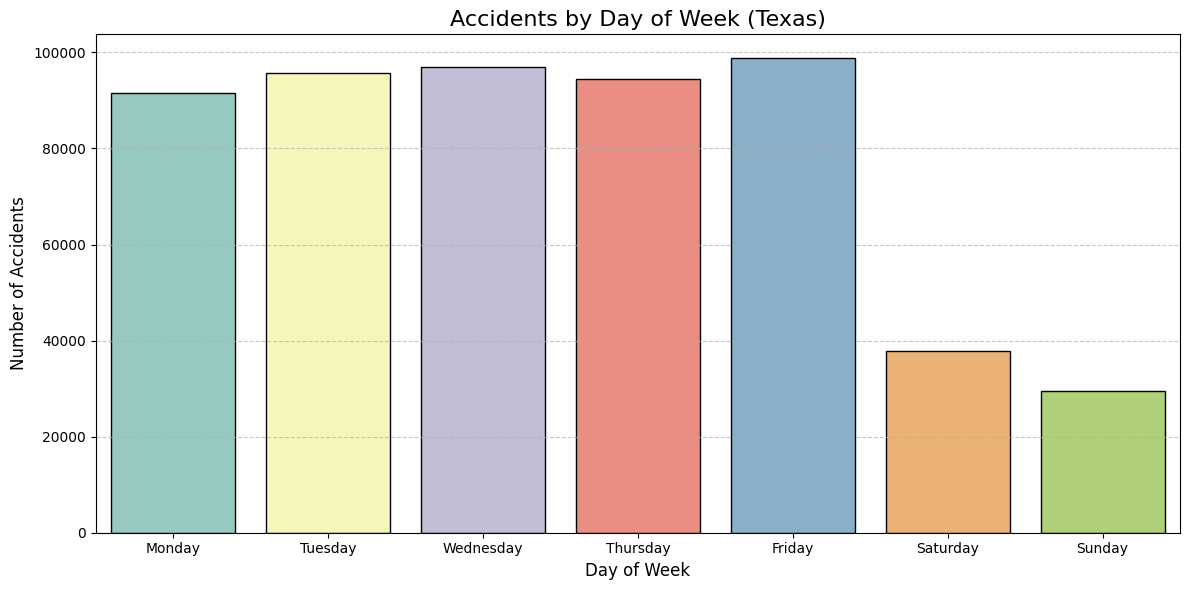 Accidents by Day of Week (Texas)
Number of Accidents
100000
80000
60000
40000
20000
0
Monday Tuesday Wednesday Thursday Friday Saturday Sunday
Day of Week